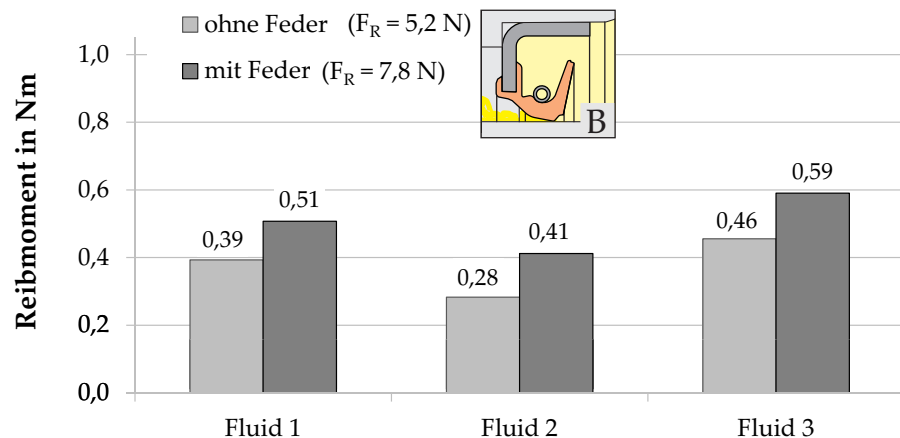 ohne Feder (F_R = 5,2 N)
mit Feder (F_R = 7,8 N)
B
Reibmoment in Nm
1,0
0,8
0,6
0,4
0,2
0,0
0,39
0,51
0,28
0,41
0,46
0,59
Fluid 1
Fluid 2
Fluid 3